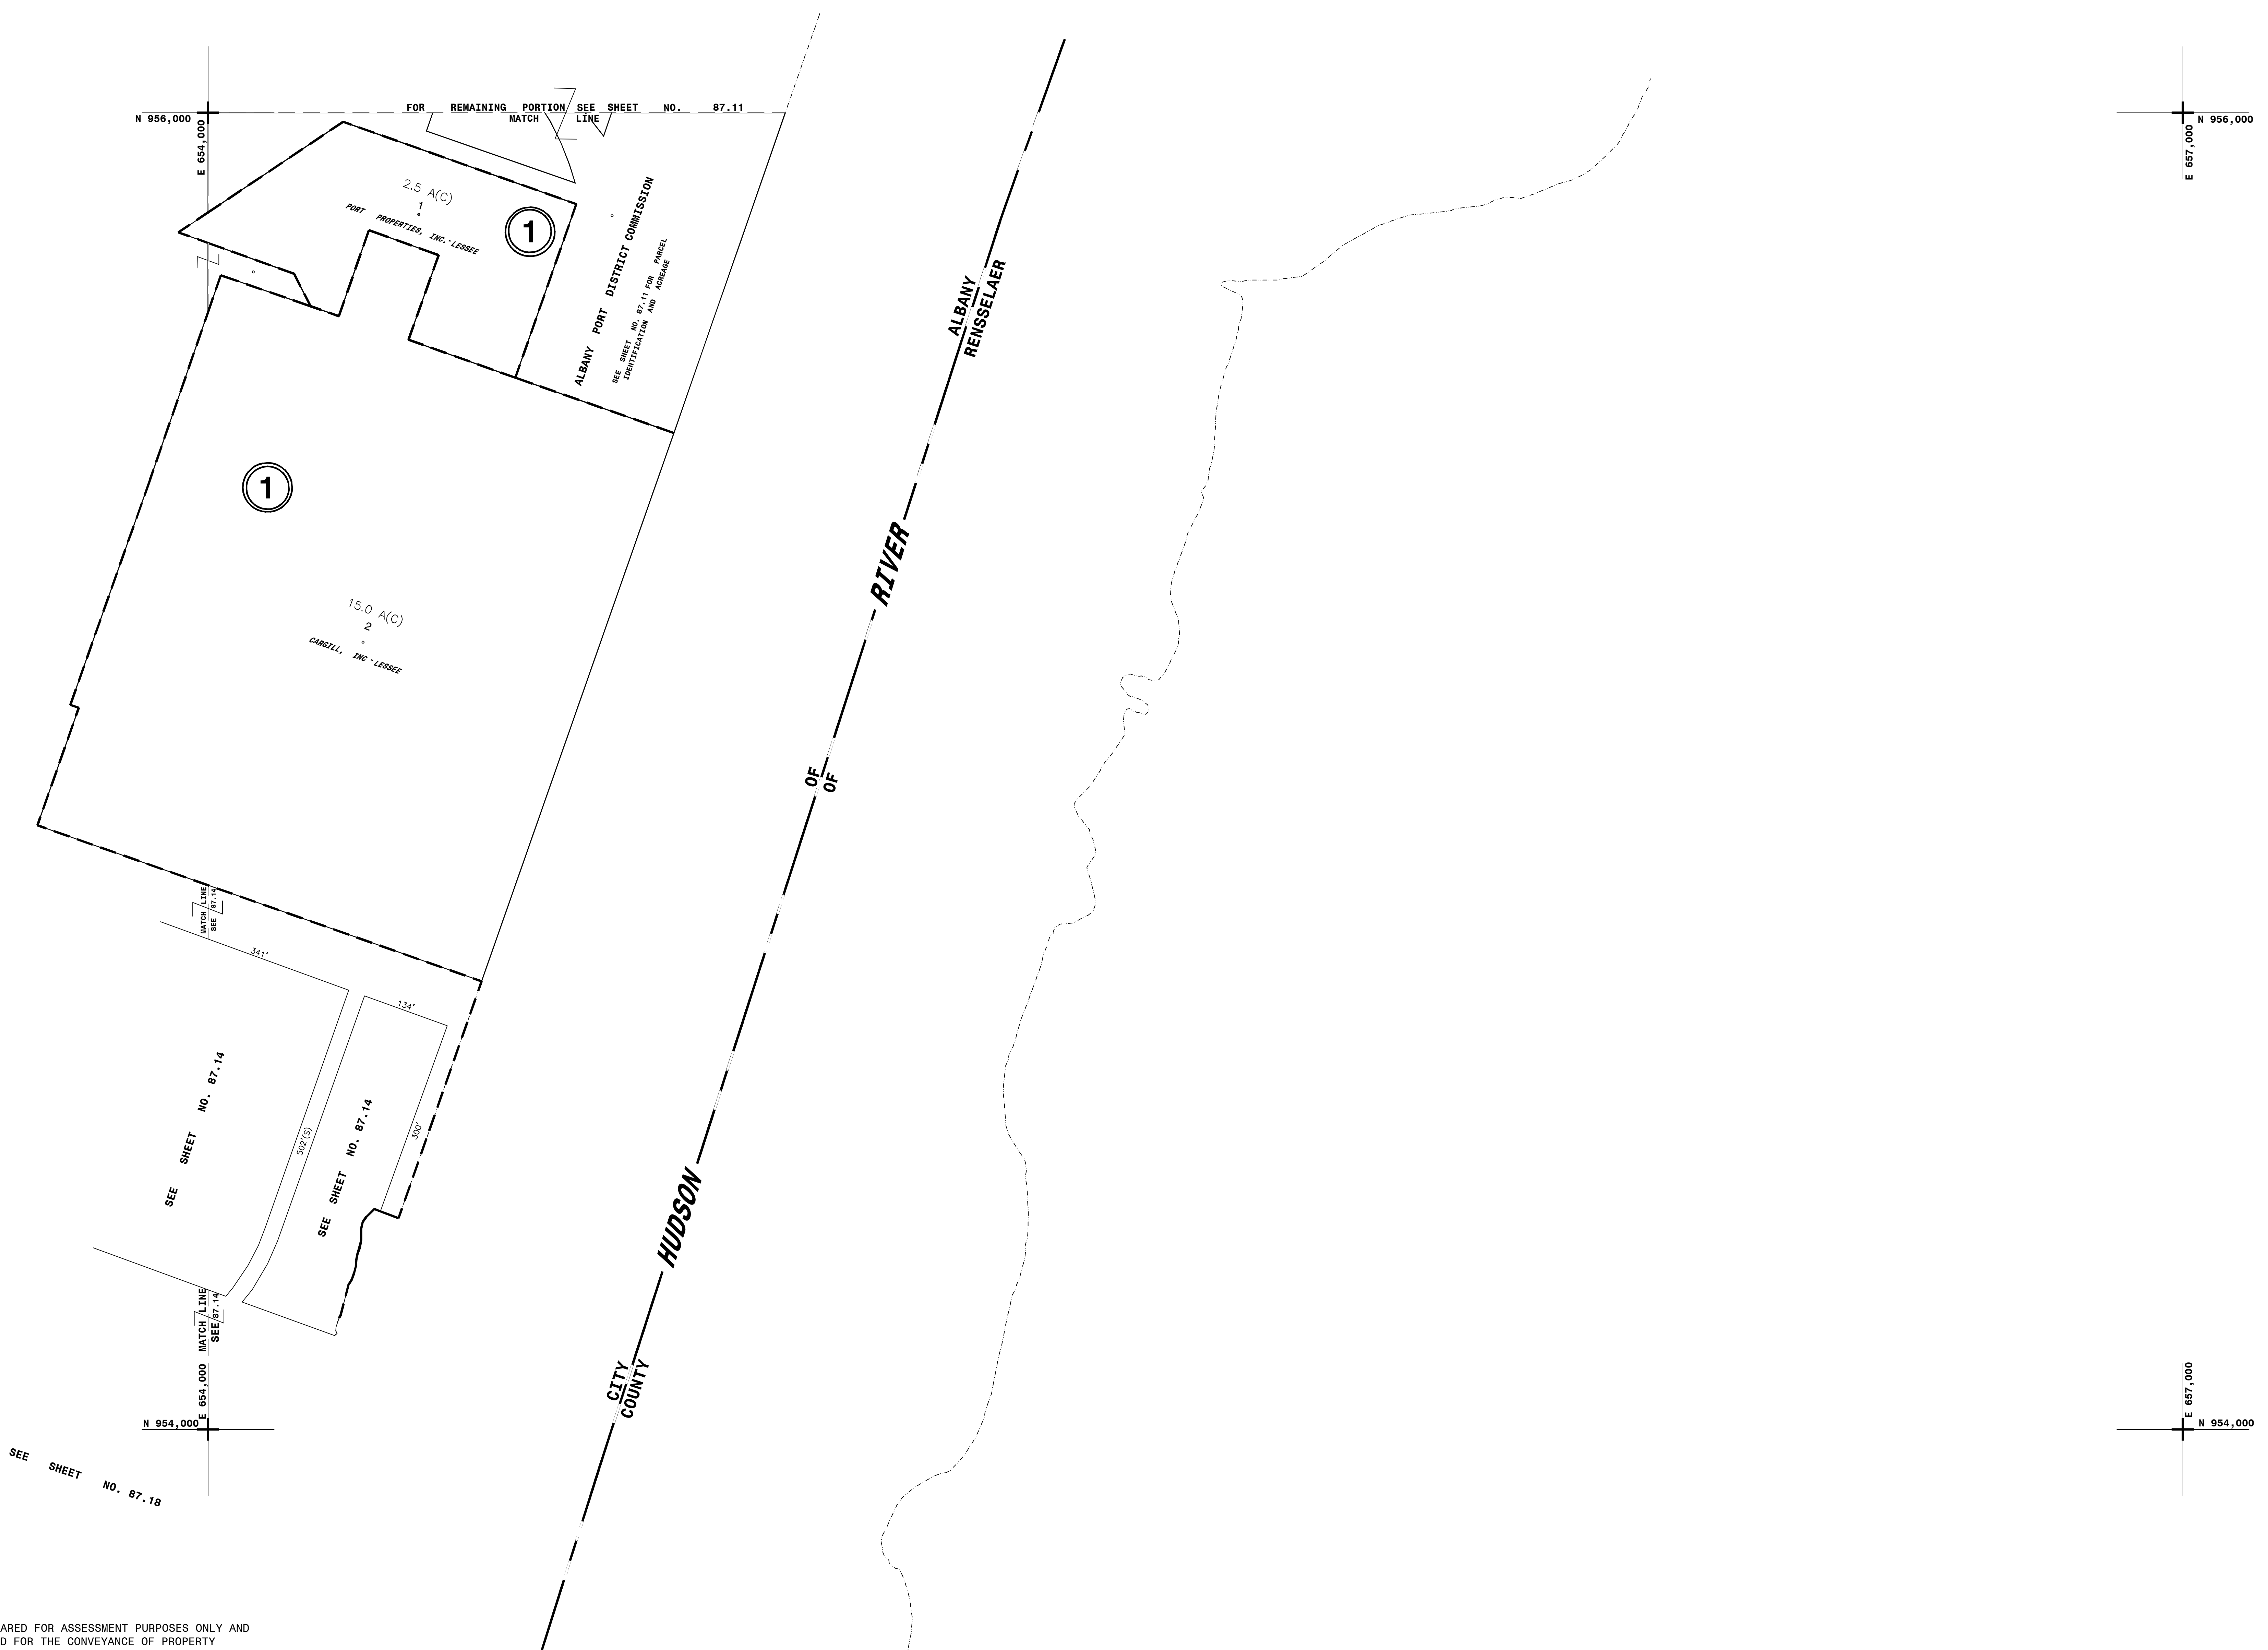 FOR REMAINING PORTION SEE SHEET NO. 87.11
MATCH LINE
N 956,000
E 654,000
N 956,000
E 657,000
2.5 A(C)
1
PORT PROPERTIES, INC.-LESSEE
1
ALBANY PORT DISTRICT COMMISSION
SEE SHEET NO. 87.11 FOR PARCEL
IDENTIFICATION AND ACREAGE
ALBANY
RENSSELAER
1
RIVER
15.0 A(C)
2
CARGILL, INC-LESSEE
OF
OF
MATCH LINE
SEE 87.14
341'
134'
SEE SHEET NO. 87.14
502'(S)
SEE SHEET NO. 87.14
300'
HUDSON
MATCH LINE
SEE 87.14
CITY
COUNTY
E 654,000
N 954,000
E 657,000
N 954,000
SEE SHEET NO. 87.18
ARED FOR ASSESSMENT PURPOSES ONLY AND
D FOR THE CONVEYANCE OF PROPERTY